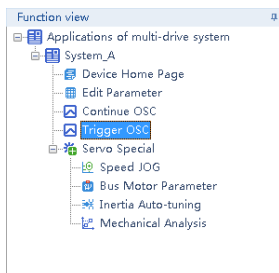 Function view
Applications of multi-drive system
System_A
Device Home Page
Edit Parameter
Continue OSC
Trigger OSC
Servo Special
Speed JOG
Bus Motor Parameter
Inertia Auto-tuning
Mechanical Analysis